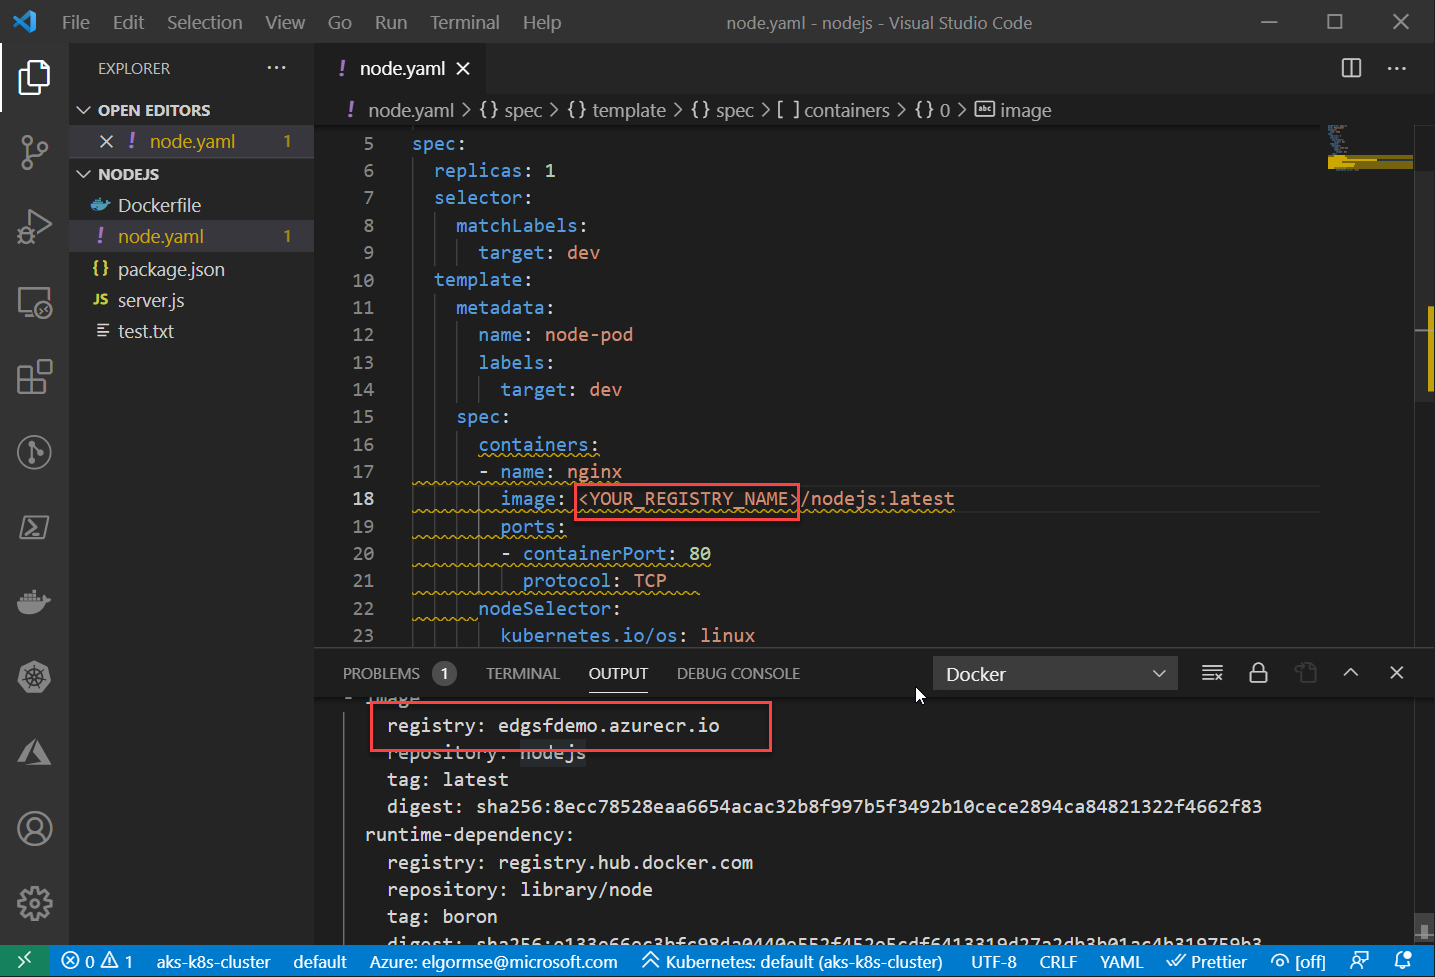 File Edit Selection View Go Run Terminal Help node.yaml - nodejs - Visual Studio Code
EXPLORER ··· ! node.yaml
OPEN EDITORS
! node.yaml 1
! node.yaml > {} spec > {} template > {} spec > [ ] containers > {} 0 > abc image
NODEJS
Dockerfile
! node.yaml 1
{} package.json
JS server.js
test.txt
5 spec:
6 replicas: 1
7 selector:
8 matchLabels:
9 target: dev
10 template:
11 metadata:
12 name: node-pod
13 labels:
14 target: dev
15 spec:
16 containers:
17 - name: nginx
18 image: <YOUR_REGISTRY_NAME>/nodejs:latest
19 ports:
20 - containerPort: 80
21 protocol: TCP
22 nodeSelector:
23 kubernetes.io/os: linux
PROBLEMS 1 TERMINAL OUTPUT DEBUG CONSOLE Docker
- image
registry: edgsfdemo.azurecr.io
repository: nodejs
tag: latest
digest: sha256:8ecc78528eaa6654acac32b8f997b5f3492b10cece2894ca84821322f4662f83
runtime-dependency:
registry: registry.hub.docker.com
repository: library/node
tag: boron
digest:
0 1 aks-k8s-cluster default Azure: elgormse@microsoft.com Kubernetes: default (aks-k8s-cluster) UTF-8 CRLF YAML Prettier [off]